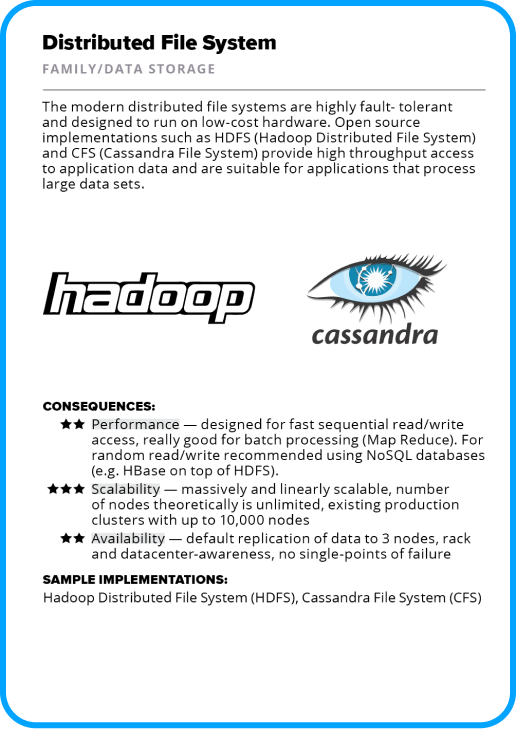 Distributed File System
FAMILY/DATA STORAGE
The modern distributed file systems are highly fault- tolerant
and designed to run on low-cost hardware. Open source
implementations such as HDFS (Hadoop Distributed File System)
and CFS (Cassandra File System) provide high throughput access
to application data and are suitable for applications that process
large data sets.
hadoop
cassandra
CONSEQUENCES:
★★ Performance — designed for fast sequential read/write
access, really good for batch processing (Map Reduce). For
random read/write recommended using NoSQL databases
(e.g. HBase on top of HDFS).
★★★ Scalability — massively and linearly scalable, number
of nodes theoretically is unlimited, existing production
clusters with up to 10,000 nodes
★★ Availability — default replication of data to 3 nodes, rack
and datacenter-awareness, no single-points of failure
SAMPLE IMPLEMENTATIONS:
Hadoop Distributed File System (HDFS), Cassandra File System (CFS)